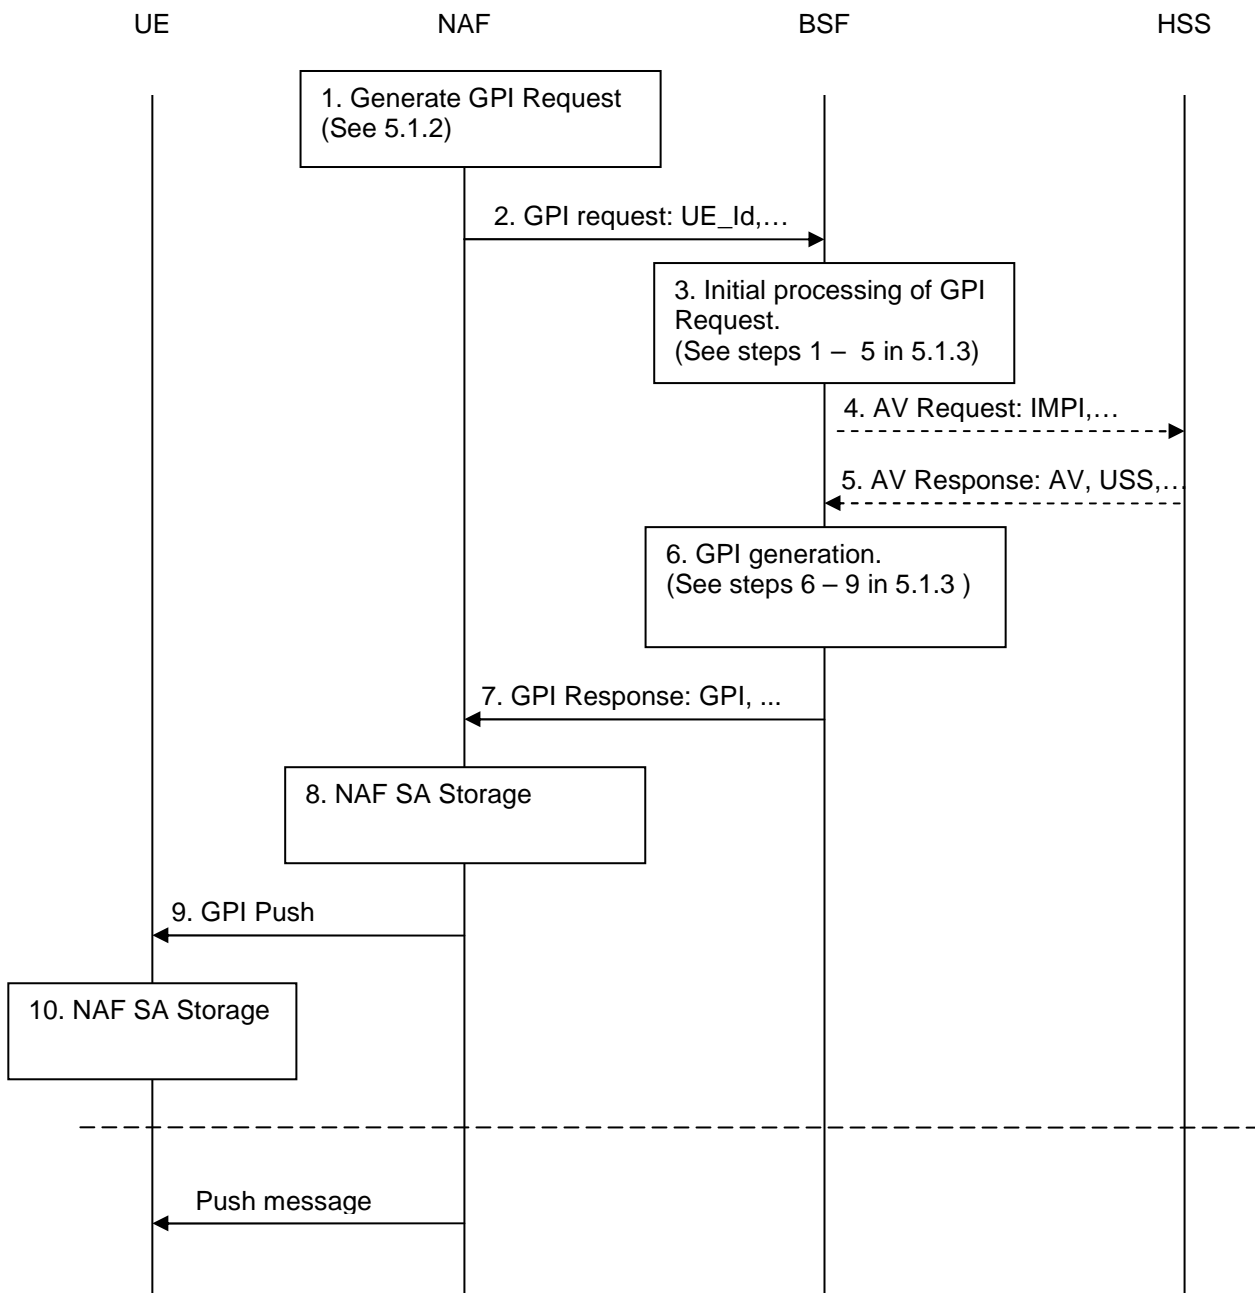 UE NAF BSF HSS
1. Generate GPI Request
(See 5.1.2)
2. GPI request: UE_Id,…
3. Initial processing of GPI
Request.
(See steps 1 – 5 in 5.1.3)
4. AV Request: IMPI,…
5. AV Response: AV, USS,…
6. GPI generation.
(See steps 6 – 9 in 5.1.3 )
7. GPI Response: GPI, ...
8. NAF SA Storage
9. GPI Push
10. NAF SA Storage
Push message